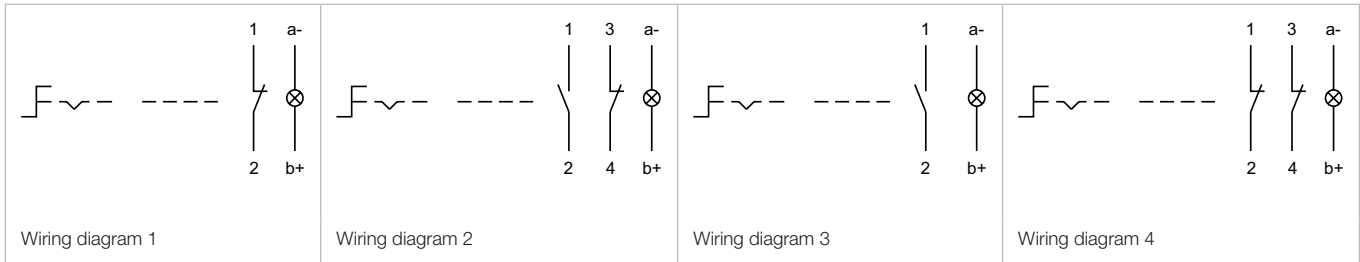 1 a-
2 b+
Wiring diagram 1
1 3 a-
2 4 b+
Wiring diagram 2
1 a-
2 b+
Wiring diagram 3
1 3 a-
2 4 b+
Wiring diagram 4